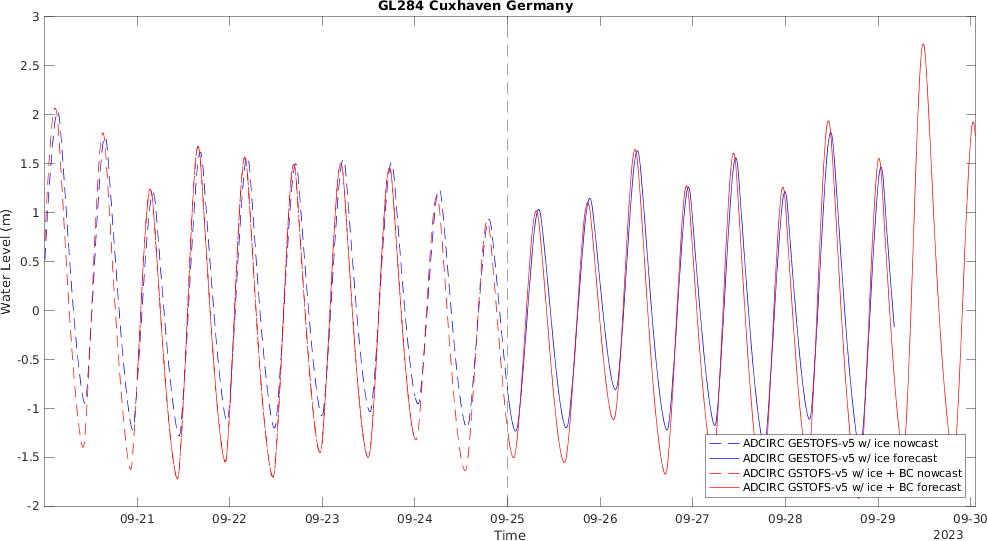 GL284 Cuxhaven Germany
3
2.5
2
1.5
1
0.5
0
-0.5
-1
-1.5
-2
Water Level (m)
ADCIRC GESTOFS-v5 w/ ice nowcast
ADCIRC GESTOFS-v5 w/ ice forecast
ADCIRC GSTOFS-v5 w/ ice + BC nowcast
ADCIRC GSTOFS-v5 w/ ice + BC forecast
09-21 09-22 09-23 09-24 09-25 09-26 09-27 09-28 09-29 09-30
Time
2023